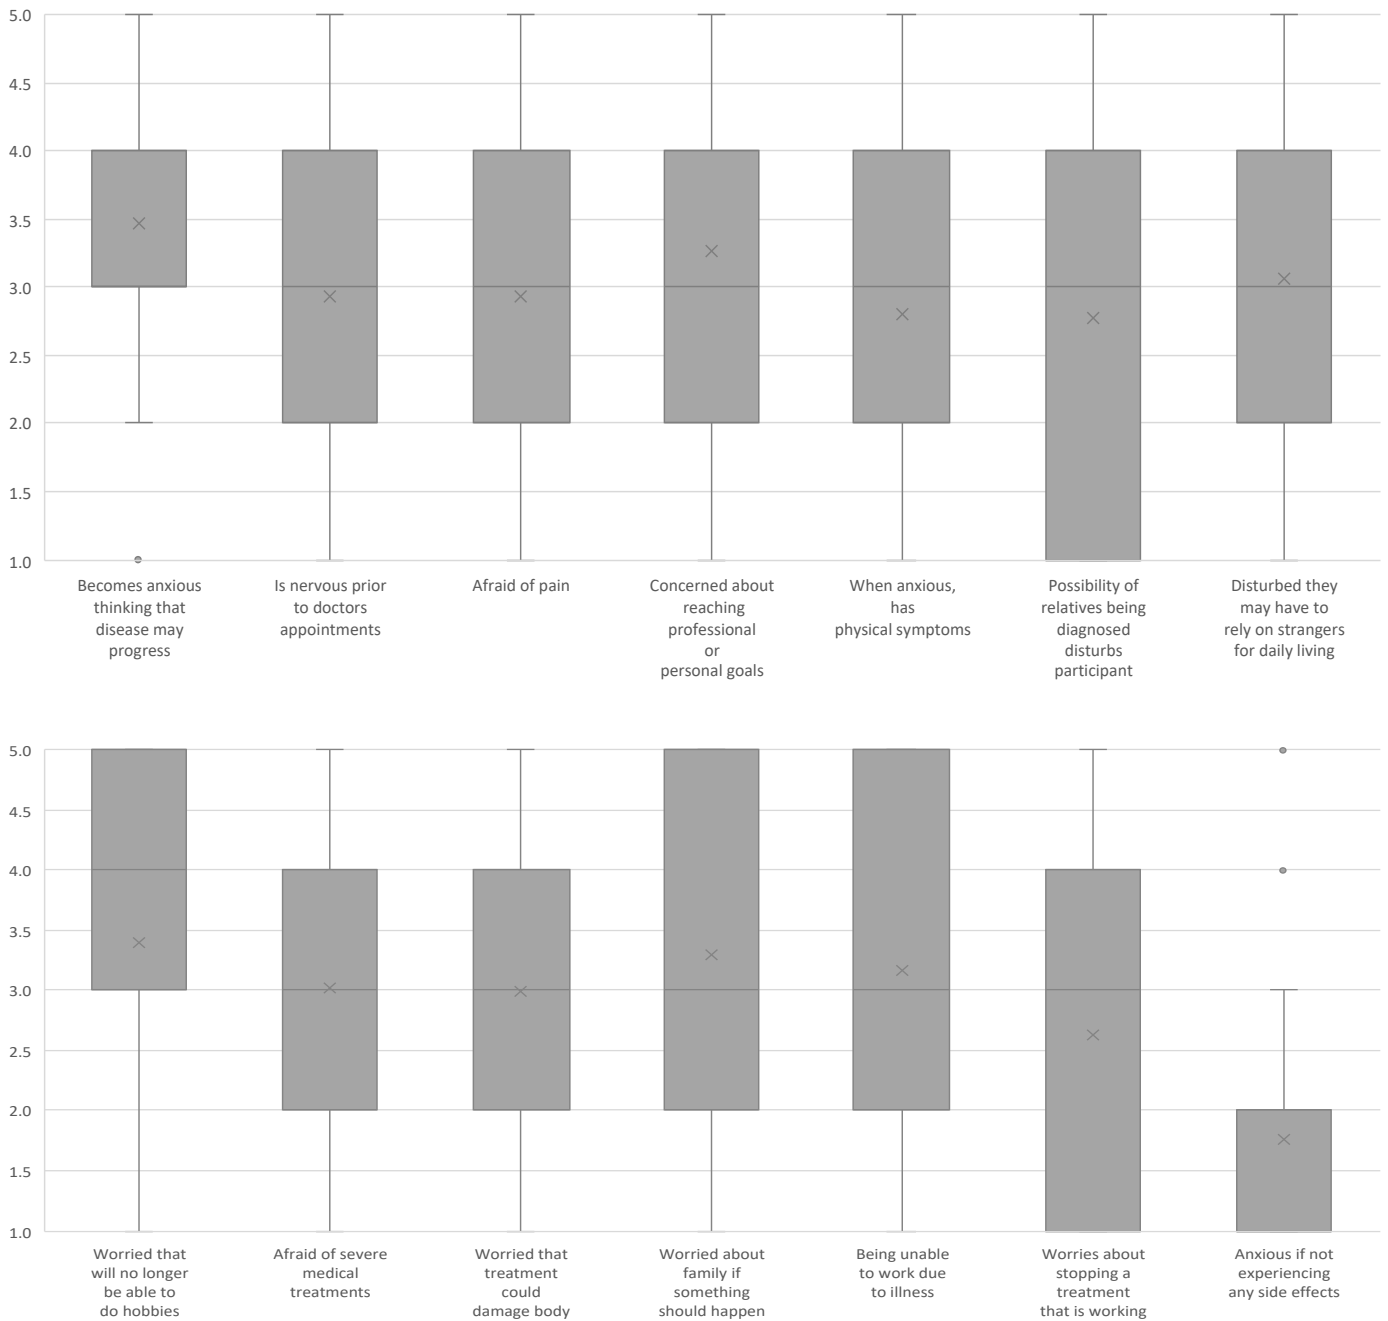 5.0
4.5
4.0
3.5
3.0
2.5
2.0
1.5
1.0
Becomes anxious
thinking that
disease may
progress
Is nervous prior
to doctors
appointments
Afraid of pain
Concerned about
reaching
professional
or
personal goals
When anxious,
has
physical symptoms
Possibility of
relatives being
diagnosed
disturbs
participant
Disturbed they
may have to
rely on strangers
for daily living
5.0
4.5
4.0
3.5
3.0
2.5
2.0
1.5
1.0
Worried that
will no longer
be able to
do hobbies
Afraid of severe
medical
treatments
Worried that
treatment
could
damage body
Worried about
family if
something
should happen
Being unable
to work due
to illness
Worries about
stopping a
treatment
that is working
Anxious if not
experiencing
any side effects